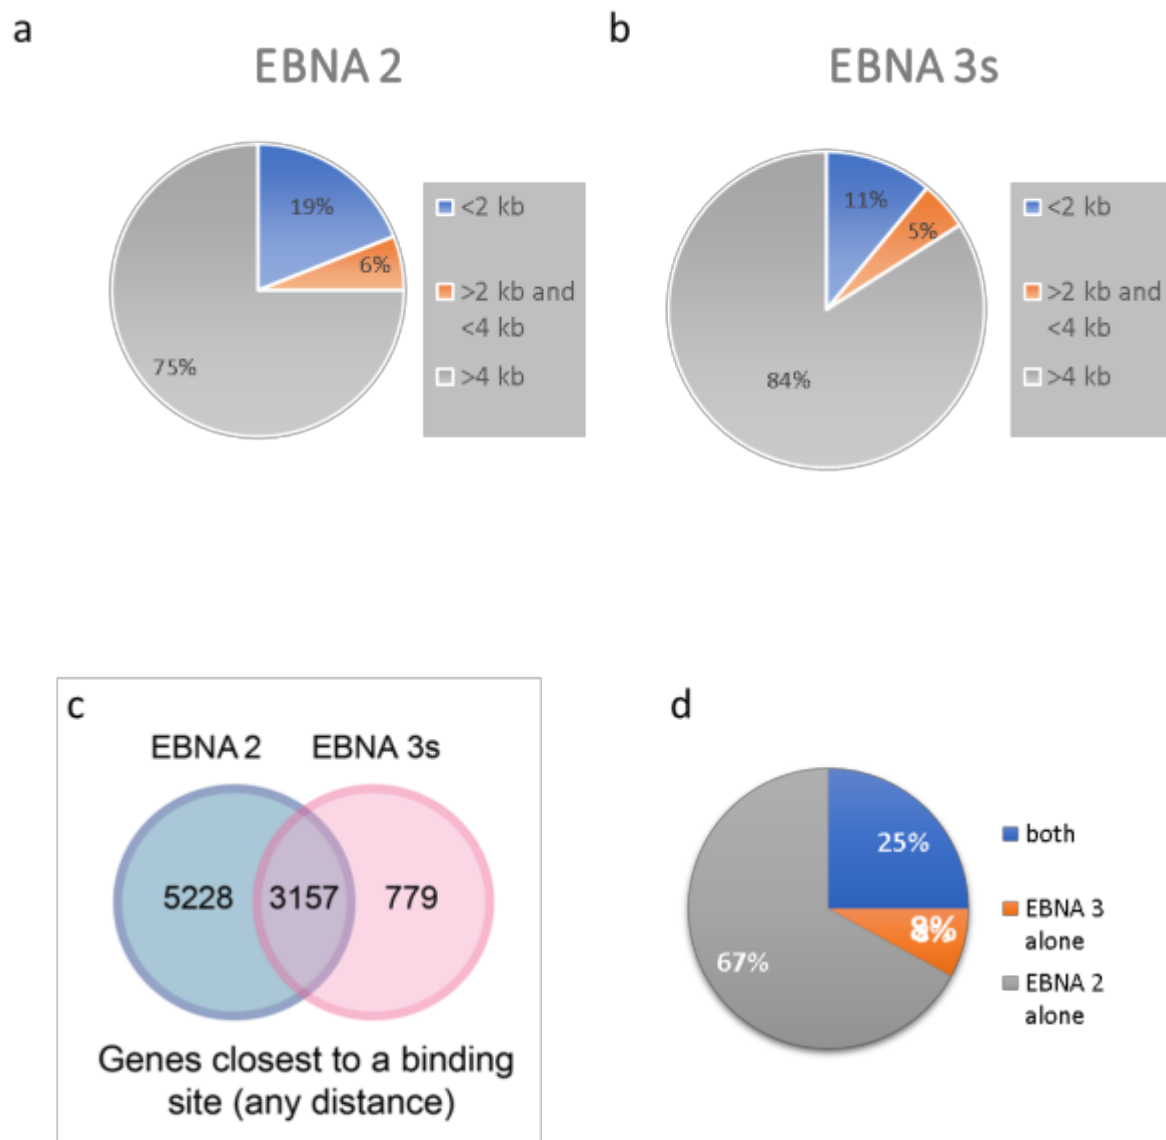 a
EBNA 2
19%
6%
75%
<2 kb
>2 kb and
<4 kb
>4 kb
b
EBNA 3s
11%
5%
84%
<2 kb
>2 kb and
<4 kb
>4 kb
c
EBNA 2 EBNA 3s
5228 3157 779
Genes closest to a binding
site (any distance)
d
25%
67%
both
EBNA 3
alone
EBNA 2
alone